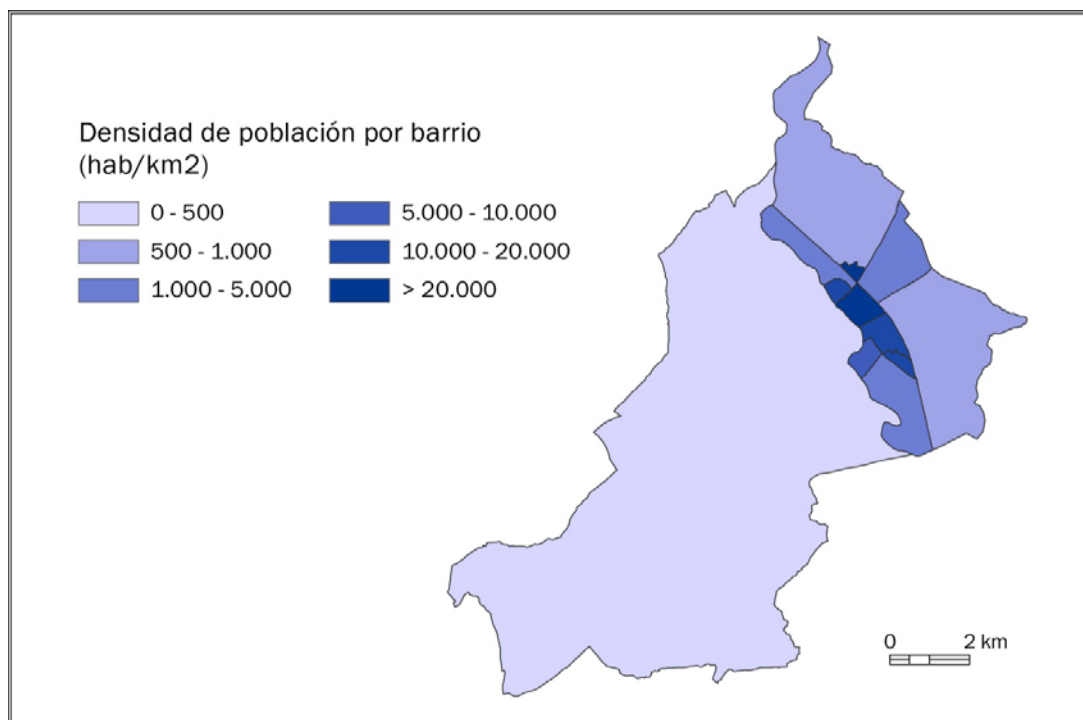 Densidad de población por barrio
(hab/km2)
0 - 500
500 - 1.000
1.000 - 5.000
5.000 - 10.000
10.000 - 20.000
> 20.000
0 2 km